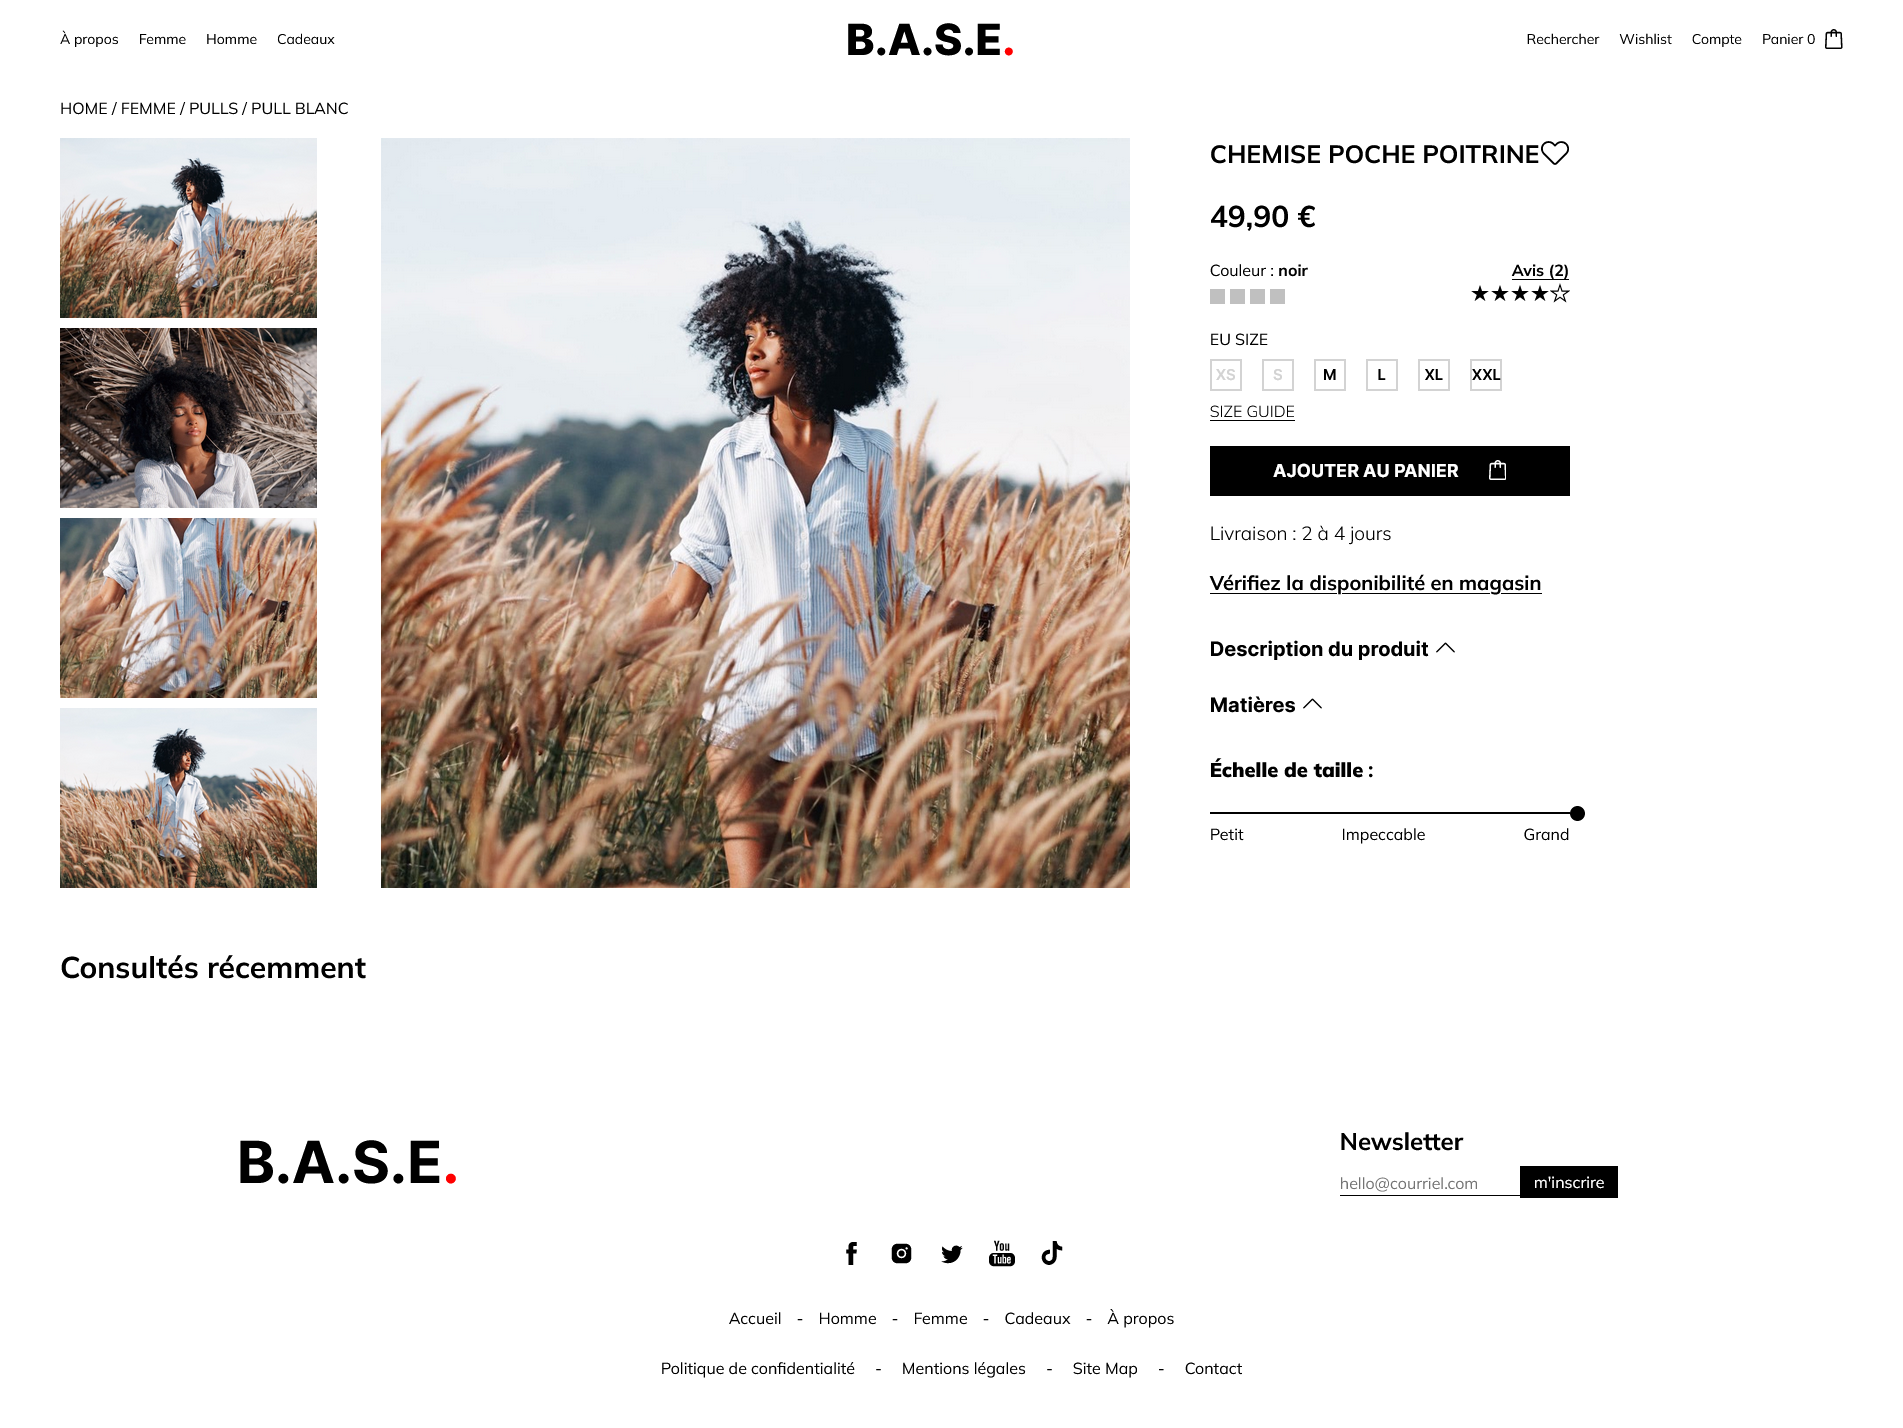 À propos Femme Homme Cadeaux B.A.S.E. Rechercher Wishlist Compte Panier 0
HOME / FEMME / PULLS / PULL BLANC
CHEMISE POCHE POITRINE
49,90 €
Couleur : noir Avis (2)
EU SIZE
XS S M L XL XXL
SIZE GUIDE
AJOUTER AU PANIER
Livraison : 2 à 4 jours
Vérifiez la disponibilité en magasin
Description du produit
Matières
Échelle de taille :
Petit Impeccable Grand
Consultés récemment
B.A.S.E.
Newsletter
hello@courriel.com m'inscrire
You
Tube
Accueil - Homme - Femme - Cadeaux - À propos
Politique de confidentialité - Mentions légales - Site Map - Contact